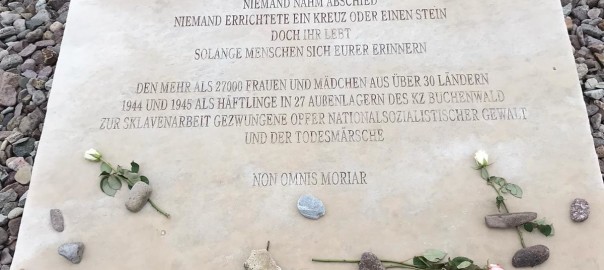 NIEMAND NAHM ABSCHIED
NIEMAND ERRICHTETE EIN KREUZ ODER EINEN STEIN
DOCH IHR LEBT
SOLANGE MENSCHEN SICH EURER ERINNERN
DEN MEHR ALS 27000 FRAUEN UND MÄDCHEN AUS ÜBER 30 LÄNDERN
1944 UND 1945 ALS HÄFTLINGE IN 27 AUßENLAGERN DES KZ BUCHENWALD
ZUR SKLAVENARBEIT GEZWUNGENE OPFER NATIONALSOZIALISTISCHER GEWALT
UND DER TODESMÄRSCHE
NON OMNIS MORIAR